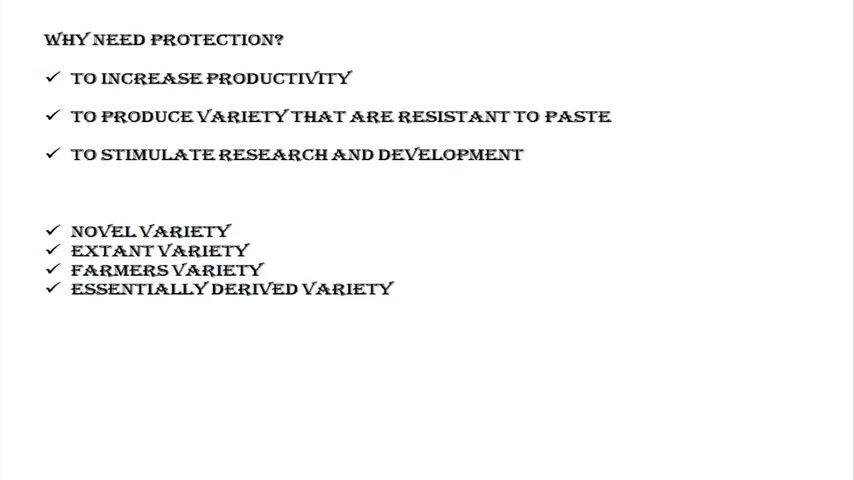 WHY NEED PROTECTION?
✓ TO INCREASE PRODUCTIVITY
✓ TO PRODUCE VARIETY THAT ARE RESISTANT TO PASTE
✓ TO STIMULATE RESEARCH AND DEVELOPMENT
✓ NOVEL VARIETY
✓ EXTANT VARIETY
✓ FARMERS VARIETY
✓ ESSENTIALLY DERIVED VARIETY